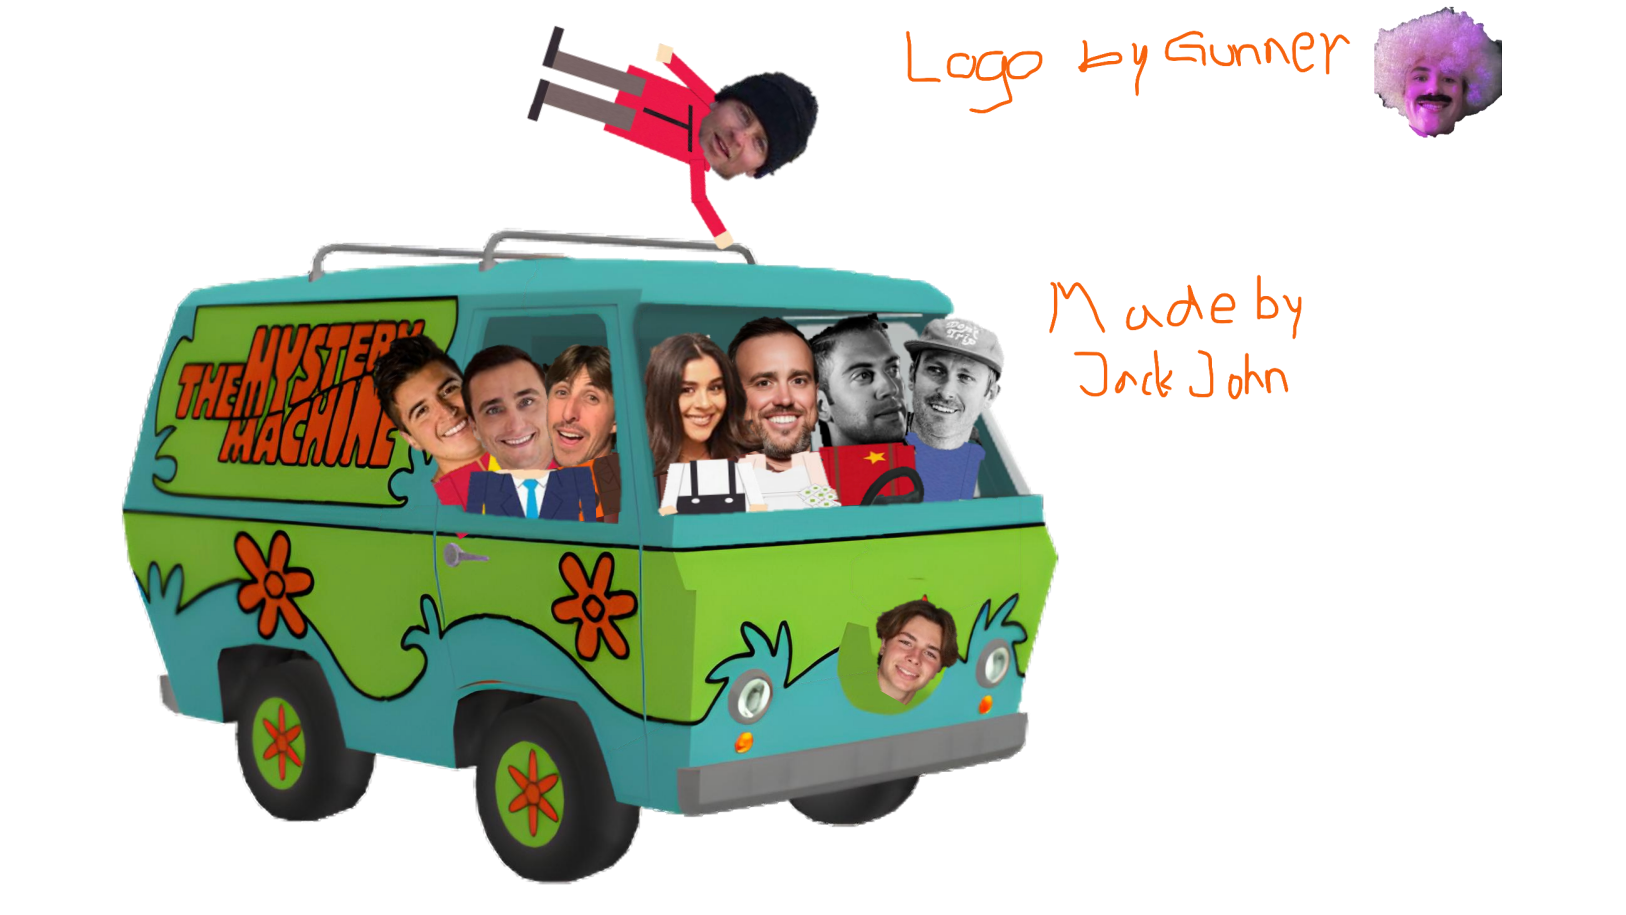 Logo by Gunner
THE MYSTERY
MACHINE
Made by
Jack John